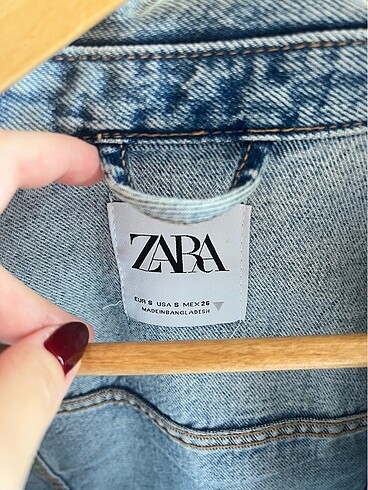 ZARA
EUR S USA S MEX 26
MADE IN BANGLADESH